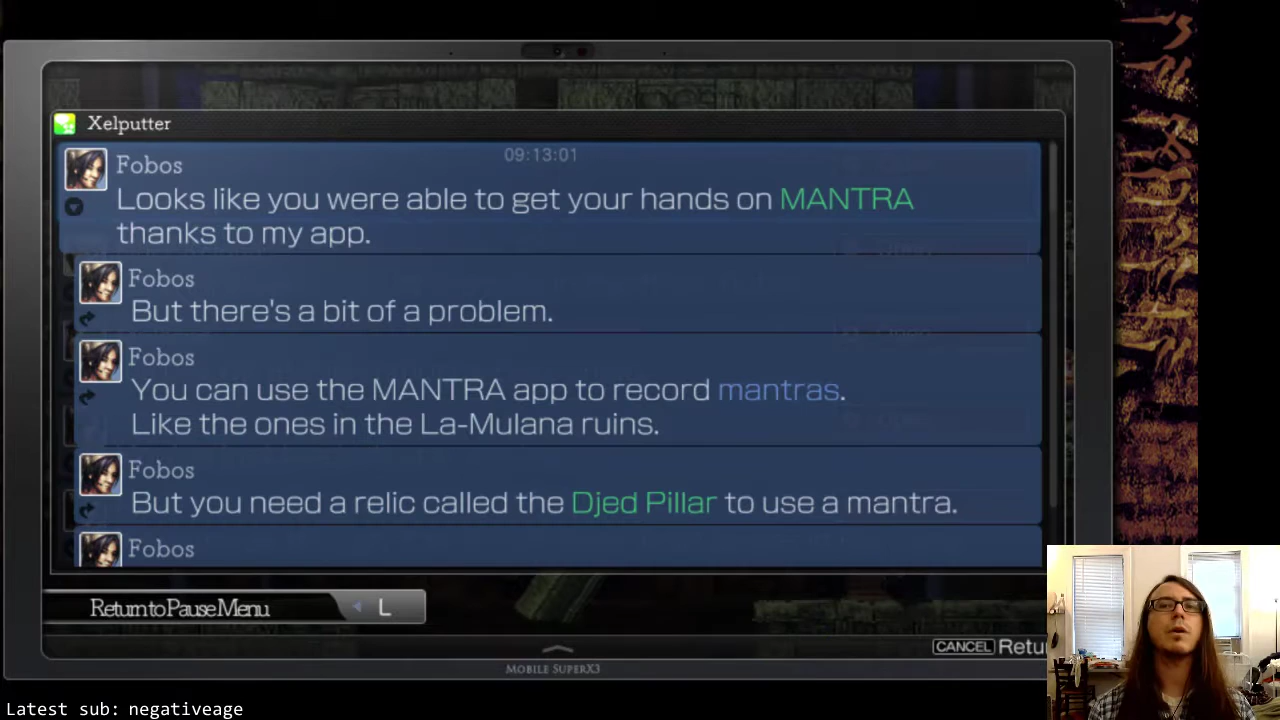 Xelputter
Fobos
09:13:01
Looks like you were able to get your hands on MANTRA
thanks to my app.
Fobos
But there's a bit of a problem.
Fobos
You can use the MANTRA app to record mantras.
Like the ones in the La-Mulana ruins.
Fobos
But you need a relic called the Djed Pillar to use a mantra.
Fobos
Return to Pause Menu
CANCEL Retu
MOBILE SUPERX3
Latest sub: negativeage